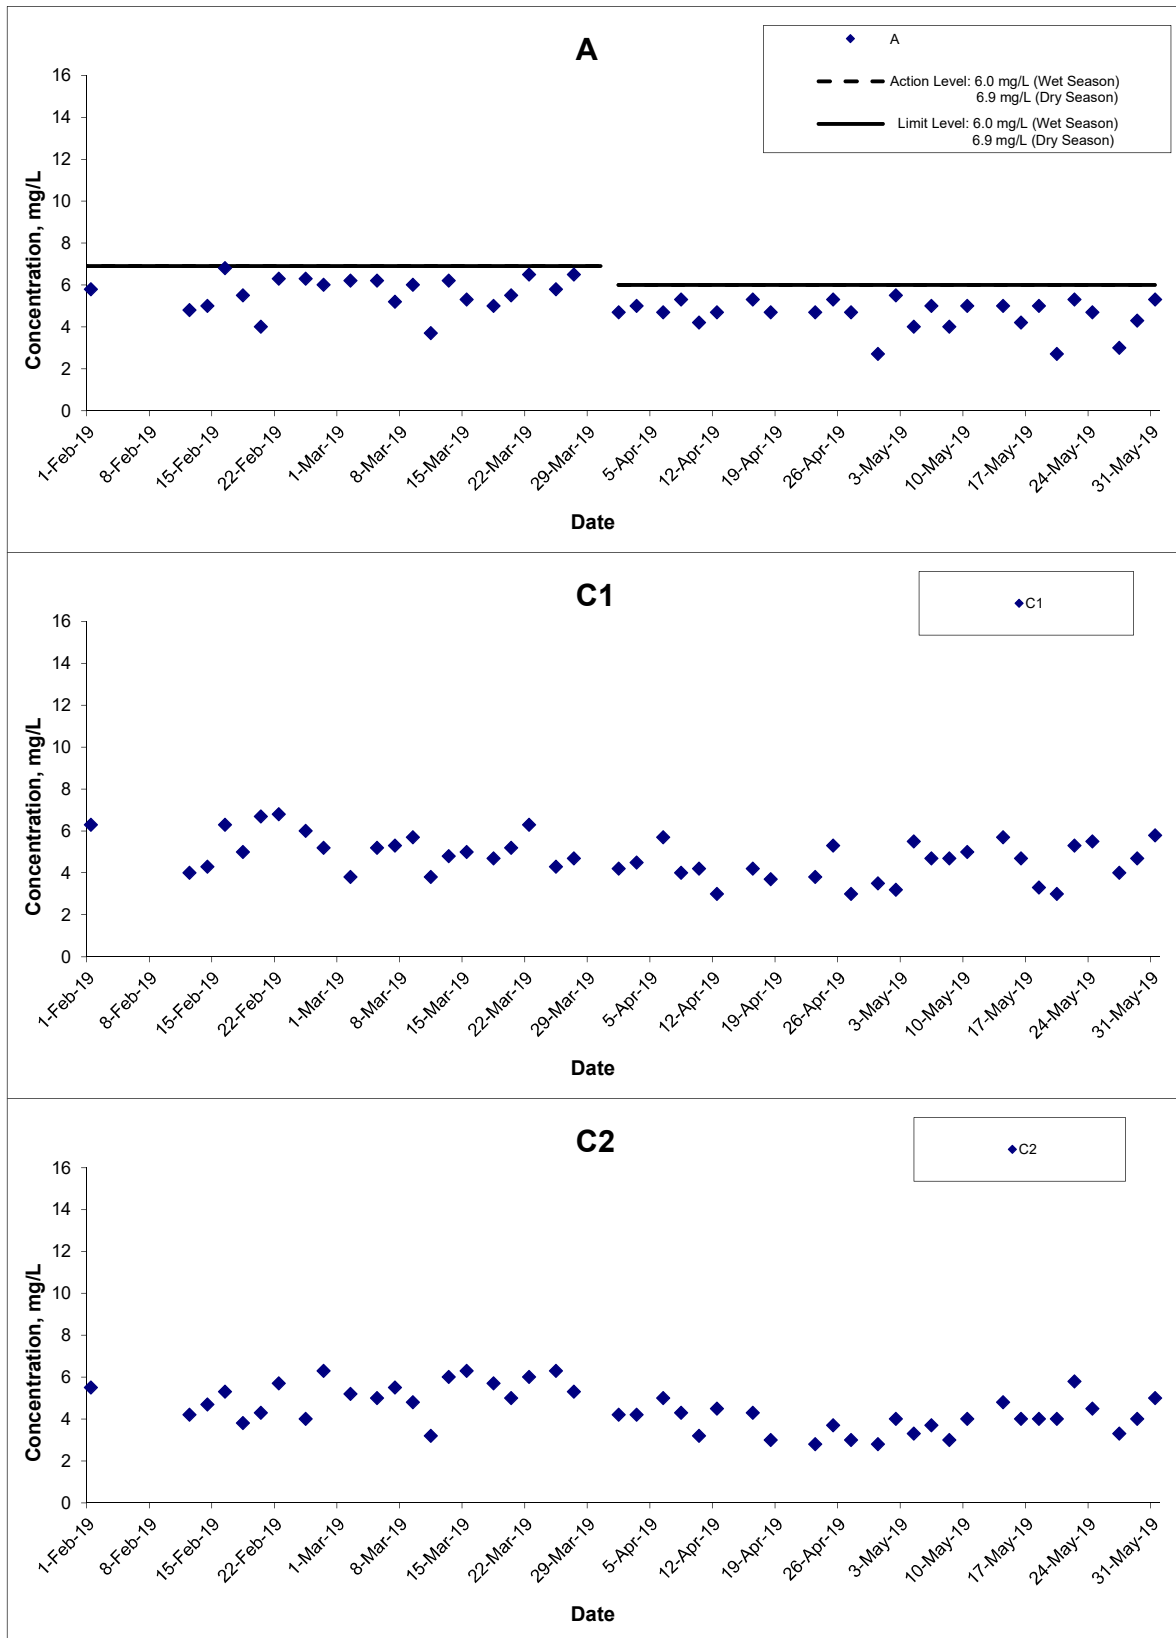 A
A
Action Level: 6.0 mg/L (Wet Season)
6.9 mg/L (Dry Season)
Limit Level: 6.0 mg/L (Wet Season)
6.9 mg/L (Dry Season)
Concentration, mg/L
16
14
12
10
8
6
4
2
0
1-Feb-19
8-Feb-19
15-Feb-19
22-Feb-19
1-Mar-19
8-Mar-19
15-Mar-19
22-Mar-19
29-Mar-19
5-Apr-19
12-Apr-19
19-Apr-19
26-Apr-19
3-May-19
10-May-19
17-May-19
24-May-19
31-May-19
Date
C1
C1
Concentration, mg/L
16
14
12
10
8
6
4
2
0
1-Feb-19
8-Feb-19
15-Feb-19
22-Feb-19
1-Mar-19
8-Mar-19
15-Mar-19
22-Mar-19
29-Mar-19
5-Apr-19
12-Apr-19
19-Apr-19
26-Apr-19
3-May-19
10-May-19
17-May-19
24-May-19
31-May-19
Date
C2
C2
Concentration, mg/L
16
14
12
10
8
6
4
2
0
1-Feb-19
8-Feb-19
15-Feb-19
22-Feb-19
1-Mar-19
8-Mar-19
15-Mar-19
22-Mar-19
29-Mar-19
5-Apr-19
12-Apr-19
19-Apr-19
26-Apr-19
3-May-19
10-May-19
17-May-19
24-May-19
31-May-19
Date